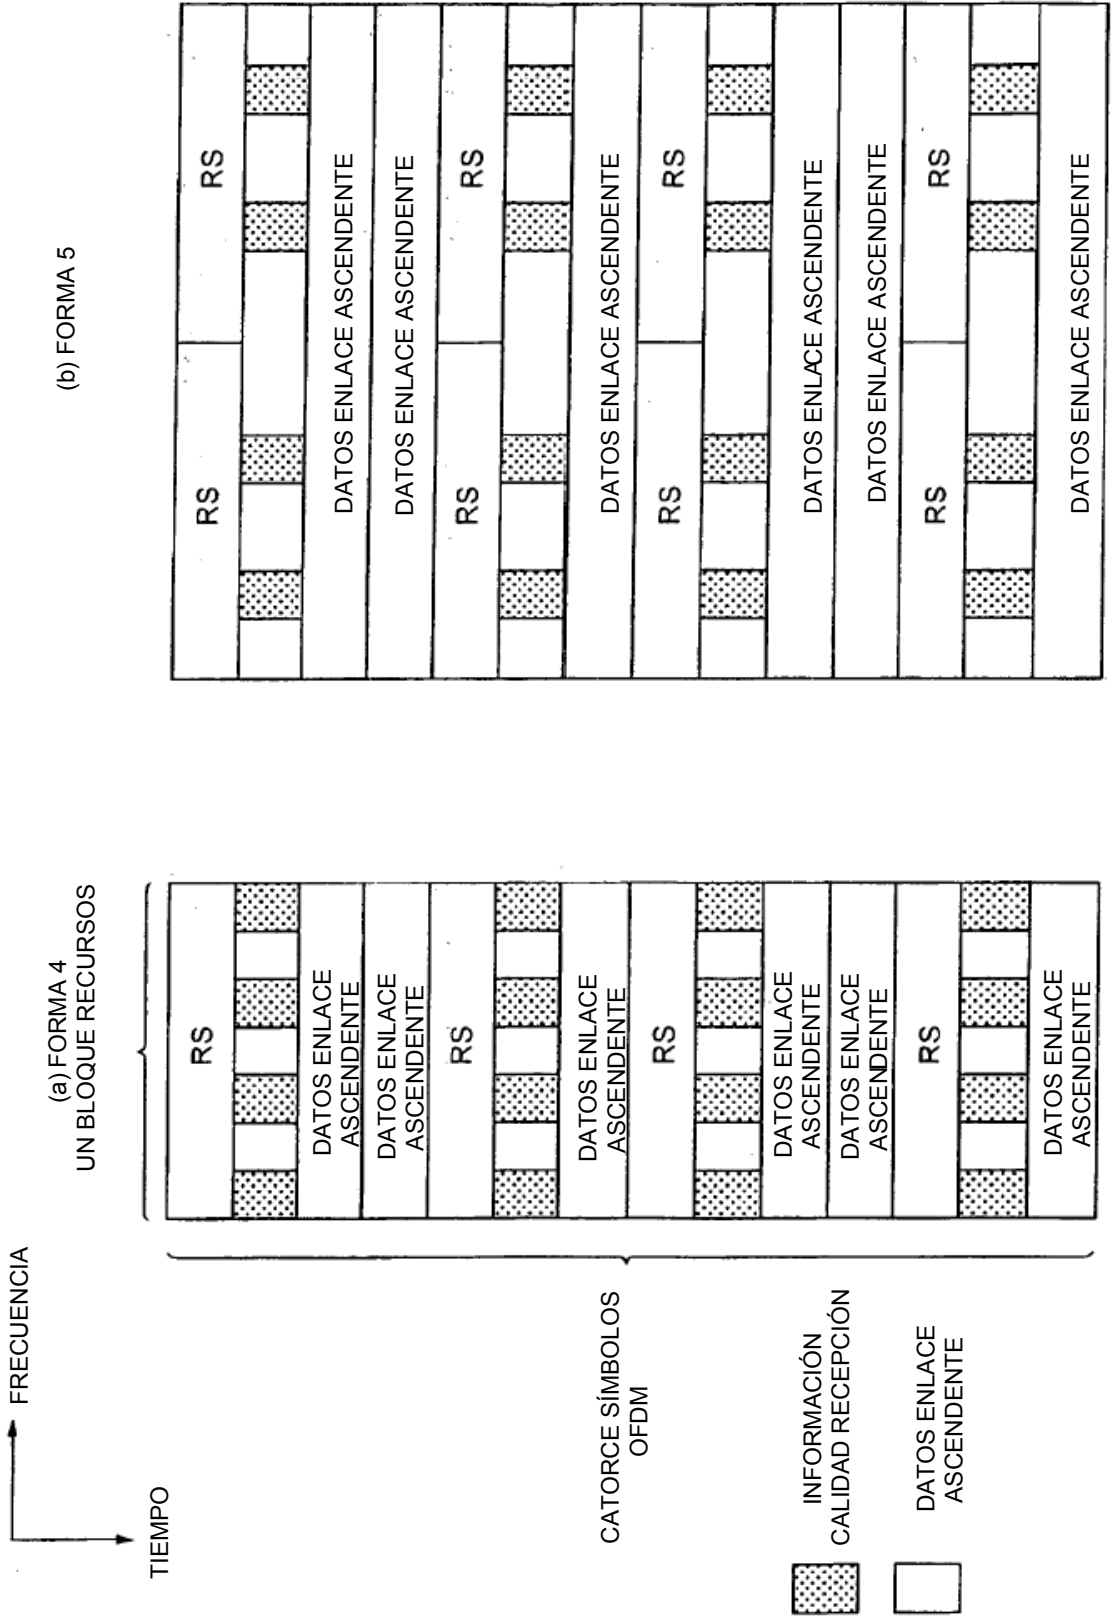 FRECUENCIA
TIEMPO
(a) FORMA 4
UN BLOQUE RECURSOS
CATORCE SÍMBOLOS
OFDM
RS
DATOS ENLACE
ASCENDENTE
DATOS ENLACE
ASCENDENTE
RS
DATOS ENLACE
ASCENDENTE
RS
DATOS ENLACE
ASCENDENTE
DATOS ENLACE
ASCENDENTE
RS
DATOS ENLACE
ASCENDENTE
(b) FORMA 5
RS
RS
DATOS ENLACE ASCENDENTE
DATOS ENLACE ASCENDENTE
RS
RS
DATOS ENLACE ASCENDENTE
RS
RS
DATOS ENLACE ASCENDENTE
DATOS ENLACE ASCENDENTE
RS
RS
DATOS ENLACE ASCENDENTE
INFORMACIÓN
CALIDAD RECEPCIÓN
DATOS ENLACE
ASCENDENTE